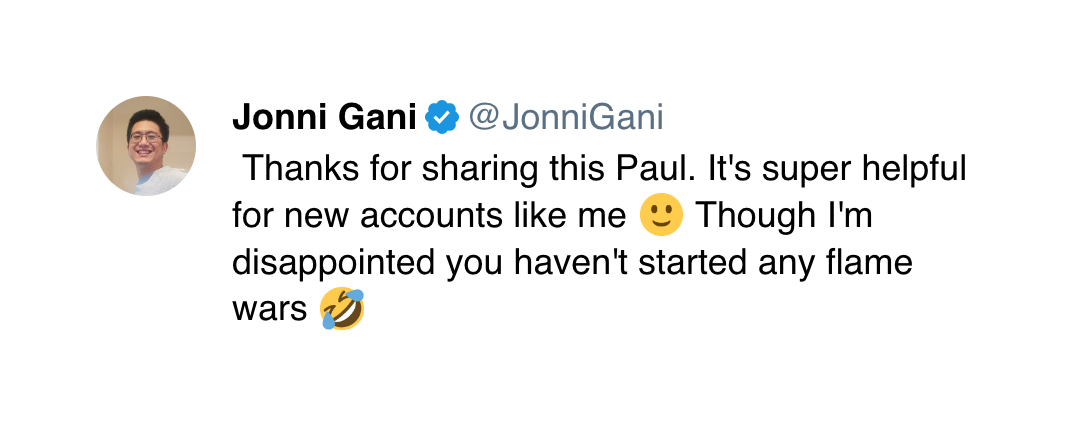 Jonni Gani @JonniGani
Thanks for sharing this Paul. It's super helpful
for new accounts like me 🙂 Though I'm
disappointed you haven't started any flame
wars 🤣